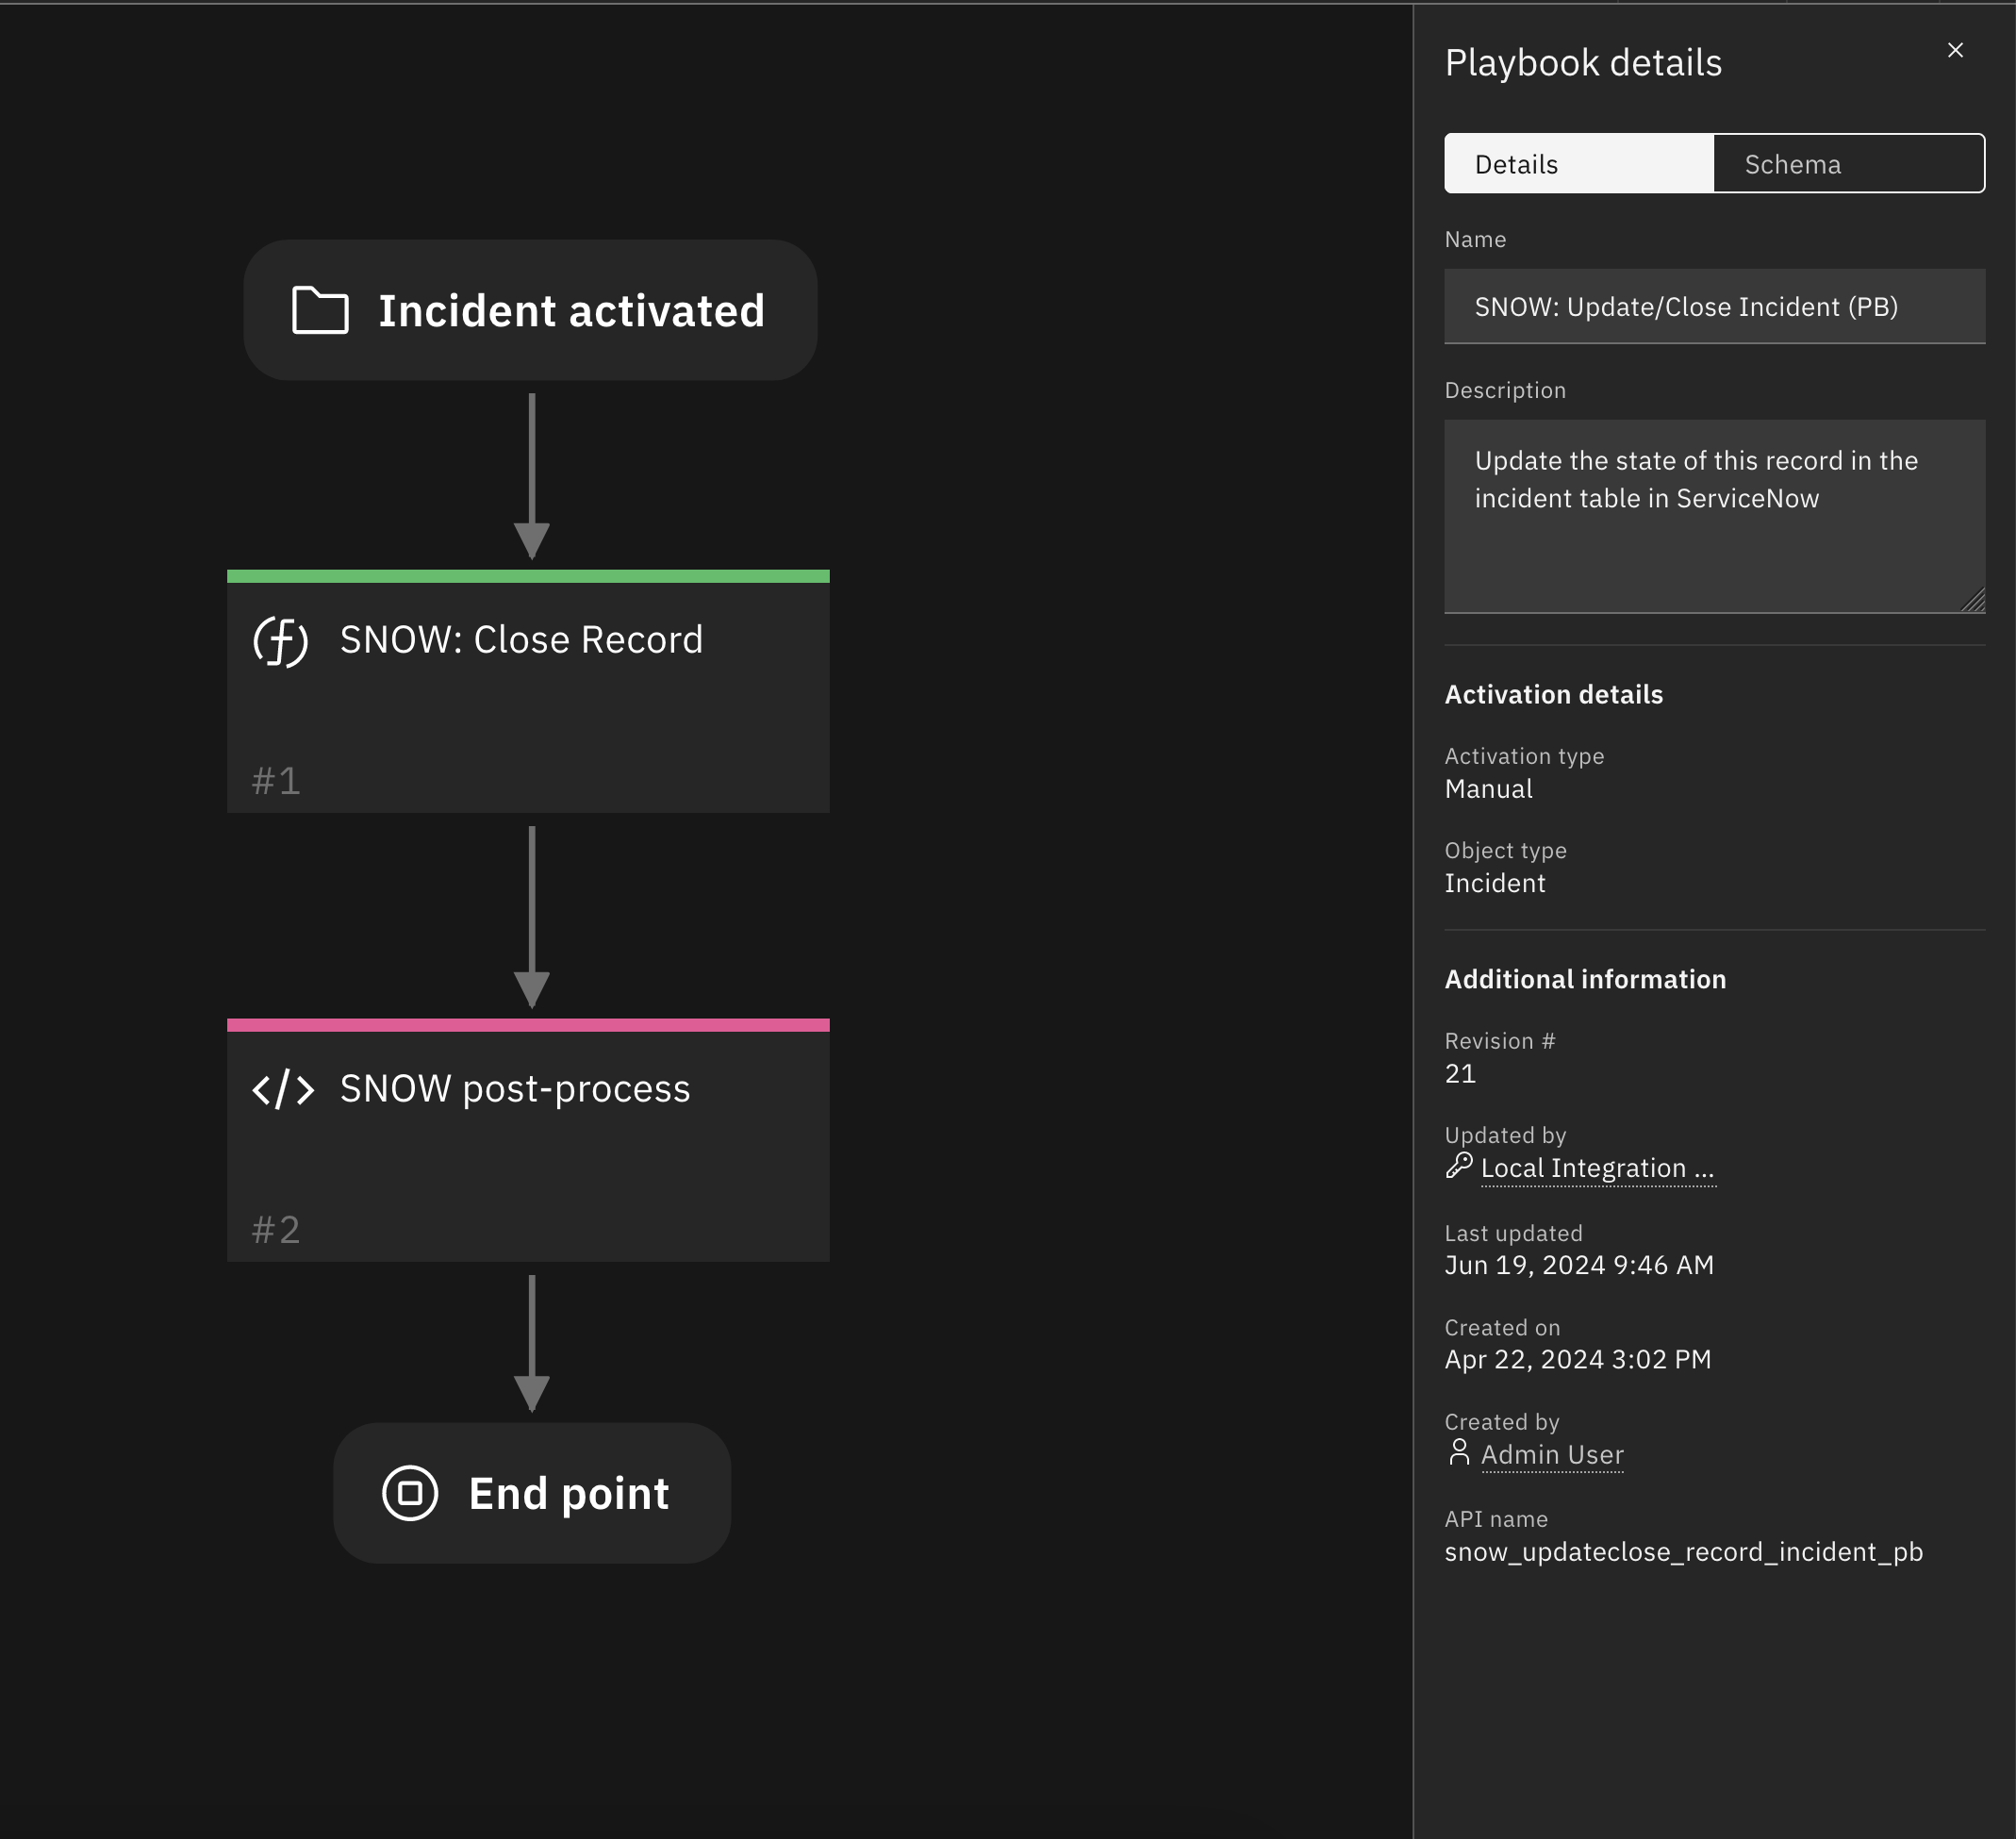 Incident activated
SNOW: Close Record
#1
SNOW post-process
#2
End point
Playbook details
Details
Schema
Name
SNOW: Update/Close Incident (PB)
Description
Update the state of this record in the
incident table in ServiceNow
Activation details
Activation type
Manual
Object type
Incident
Additional information
Revision #
21
Updated by
Local Integration ...
Last updated
Jun 19, 2024 9:46 AM
Created on
Apr 22, 2024 3:02 PM
Created by
Admin User
API name
snow_updateclose_record_incident_pb